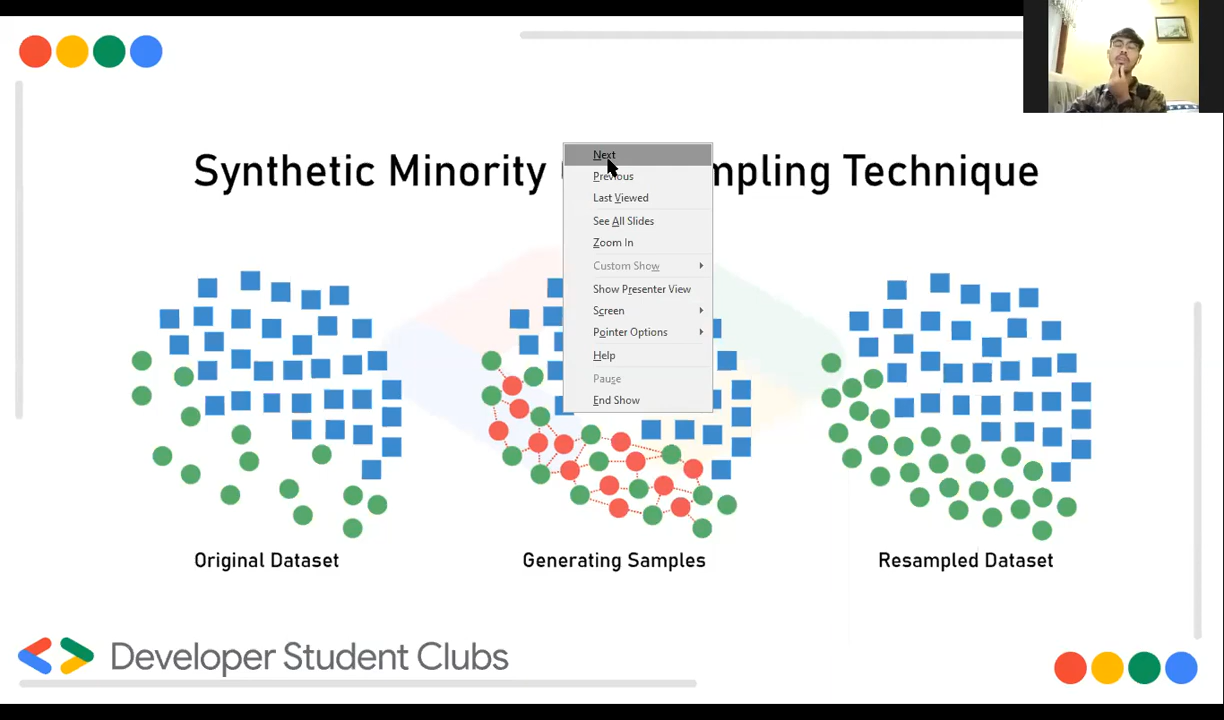 Synthetic Minority mpling Technique
Next
Previous
Last Viewed
See All Slides
Zoom In
Custom Show
Show Presenter View
Screen
Pointer Options
Help
Pause
End Show
Original Dataset
Generating Samples
Resampled Dataset
Developer Student Clubs